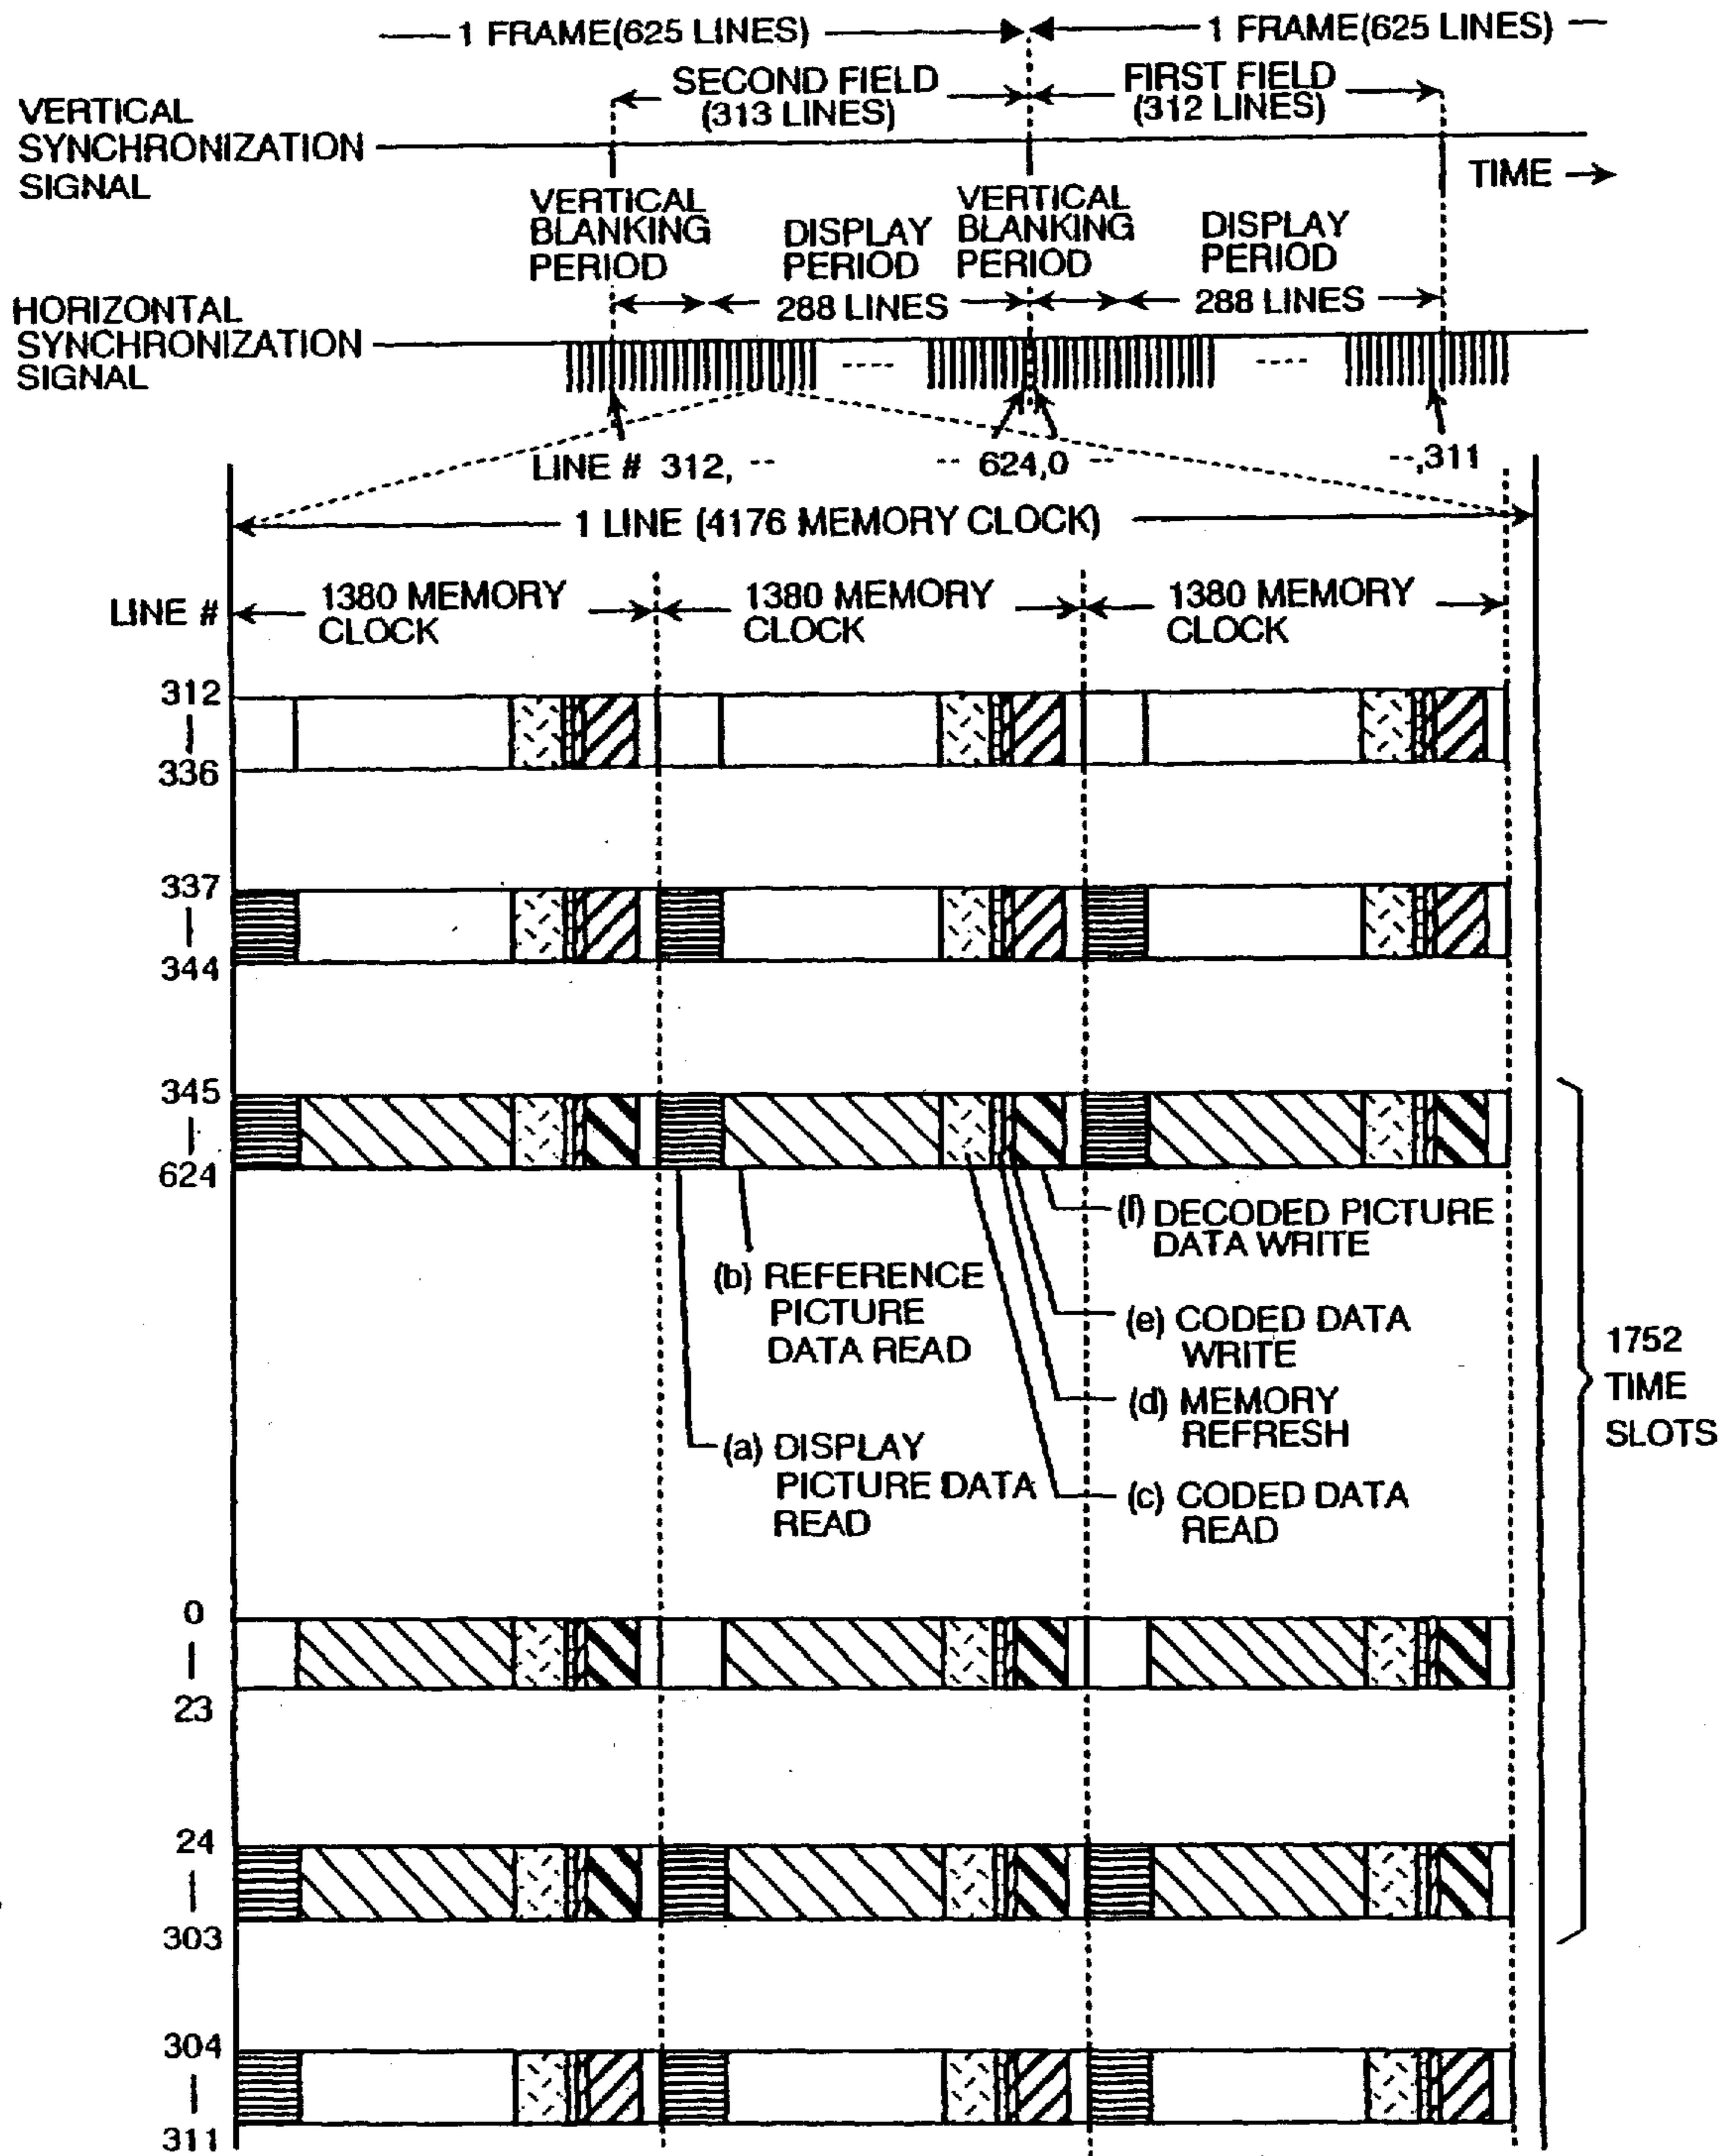 1 FRAME(625 LINES)
1 FRAME(625 LINES)
SECOND FIELD
(313 LINES)
FIRST FIELD
(312 LINES)
VERTICAL
SYNCHRONIZATION
SIGNAL
TIME
VERTICAL
BLANKING
PERIOD
DISPLAY
PERIOD
VERTICAL
BLANKING
PERIOD
DISPLAY
PERIOD
288 LINES
288 LINES
HORIZONTAL
SYNCHRONIZATION
SIGNAL
LINE # 312, --
-- 624,0 --
--,311
1 LINE (4176 MEMORY CLOCK)
LINE #
1380 MEMORY
CLOCK
1380 MEMORY
CLOCK
1380 MEMORY
CLOCK
312
336
337
344
345
624
(f) DECODED PICTURE
DATA WRITE
(b) REFERENCE
PICTURE
DATA READ
(e) CODED DATA
WRITE
(d) MEMORY
REFRESH
(a) DISPLAY
PICTURE DATA
READ
(c) CODED DATA
READ
1752
TIME
SLOTS
0
23
24
303
304
311